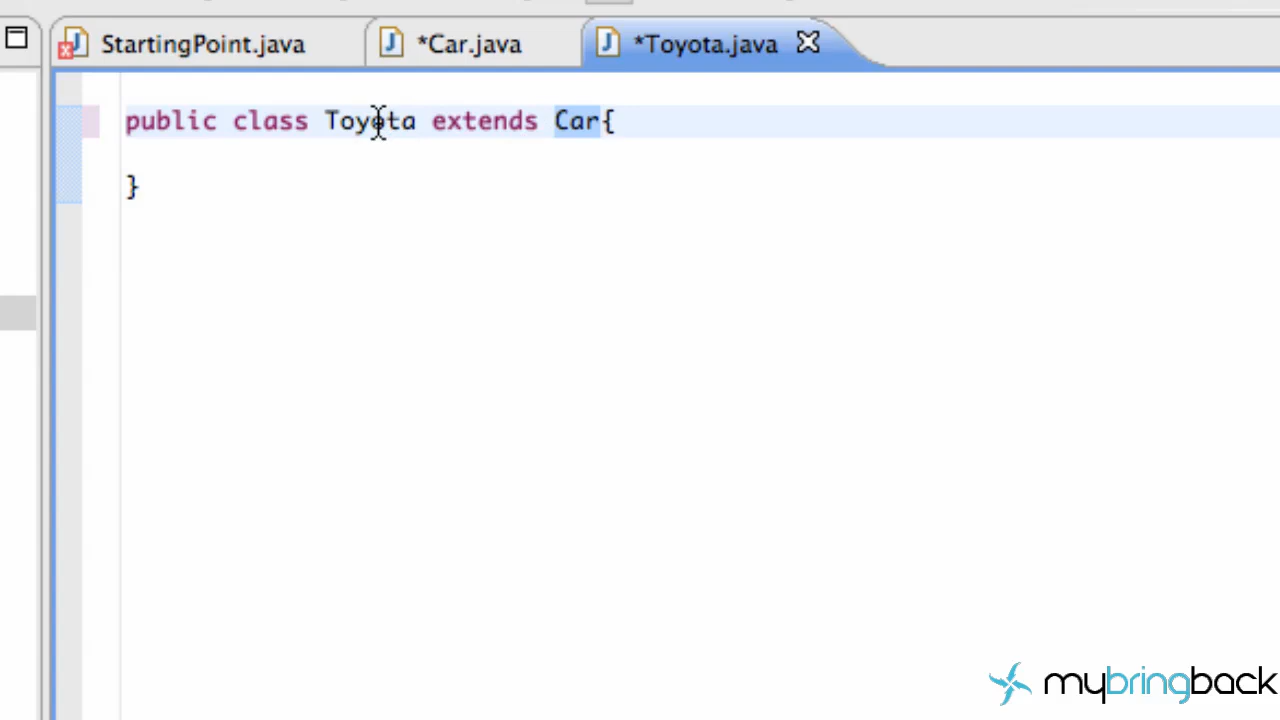 StartingPoint.java
*Car.java
*Toyota.java
public class Toyota extends Car{
}
mybringback